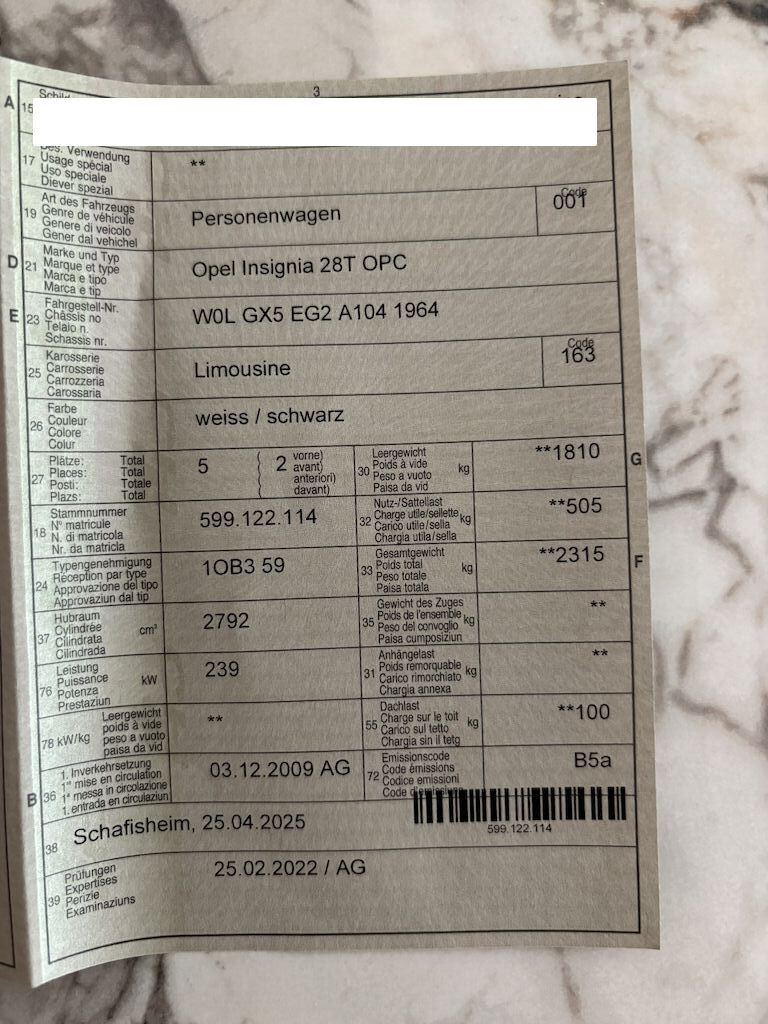 3
A
15
Schild
17
Bes. Verwendung
Usage spécial
Uso speciale
Diever spezial
**
19
Art des Fahrzeugs
Genre de véhicule
Genere di veicolo
Gener dal vehichel
Personenwagen
Code
001
D
21
Marke und Typ
Marque et type
Marca e tipo
Marca e tip
Opel Insignia 28T OPC
E
23
Fahrgestell-Nr.
Châssis no
Telaio n.
Schassis nr.
W0L GX5 EG2 A104 1964
25
Karosserie
Carrosserie
Carrozzeria
Carossaria
Limousine
Code
163
26
Farbe
Couleur
Colore
Colur
weiss / schwarz
27
Plätze: Total
Places: Total
Posti: Totale
Plazs: Total
5
2
vorne)
avant)
anteriori)
davant)
30
Leergewicht
Poids à vide
Peso a vuoto
Paisa da vid
kg
**1810
G
18
Stammnummer
N° matricule
N. di matricola
Nr. da matricla
599.122.114
32
Nutz-/Sattellast
Charge utile/sellette
Carico utile/sella
Chargia utila/sella
kg
**505
24
Typengenehmigung
Réception par type
Approvazione del tipo
Approvaziun dal tip
1OB3 59
33
Gesamtgewicht
Poids total
Peso totale
Paisa totala
kg
**2315
F
37
Hubraum
Cylindrée
Cilindrata
Cilindrada
cm³
2792
35
Gewicht des Zuges
Poids de l'ensemble
Peso del convoglio
Paisa cumposiziun
kg
**
76
Leistung
Puissance
Potenza
Prestaziun
kW
239
31
Anhängelast
Poids remorquable
Carico rimorchiato
Chargia annexa
kg
**
78 kW/kg
Leergewicht
poids à vide
peso a vuoto
paisa da vid
**
55
Dachlast
Charge sur le toit
Carico sul tetto
Chargia sin il tetg
kg
**100
B
36
1. Inverkehrsetzung
1re mise en circulation
1a messa in circolazione
1. entrada en circulaziun
03.12.2009 AG
72
Emissionscode
Code émissions
Codice emissioni
Code d'emissiuns
B5a
38
Schafisheim, 25.04.2025
599.122.114
39
Prüfungen
Expertises
Perizie
Examinaziuns
25.02.2022 / AG